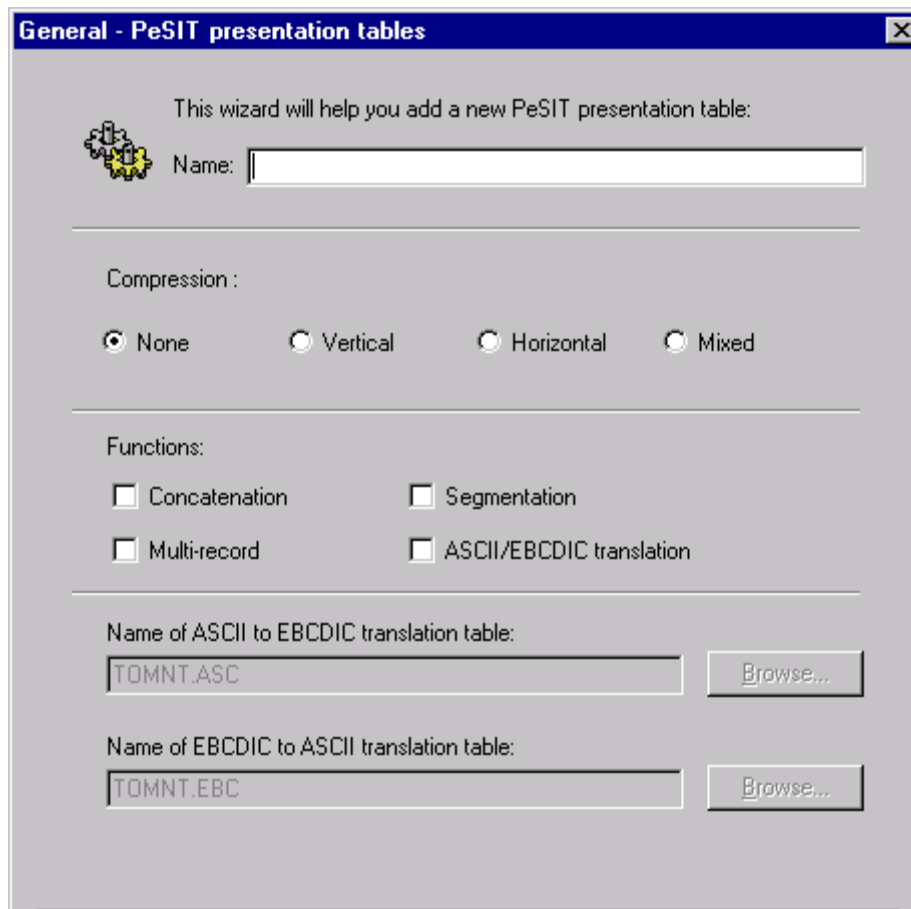 General - PeSIT presentation tables
This wizard will help you add a new PeSIT presentation table:
Name:
Compression :
None Vertical Horizontal Mixed
Functions:
Concatenation Segmentation
Multi-record ASCII/EBCDIC translation
Name of ASCII to EBCDIC translation table:
TOMNT.ASC Browse...
Name of EBCDIC to ASCII translation table:
TOMNT.EBC Browse...